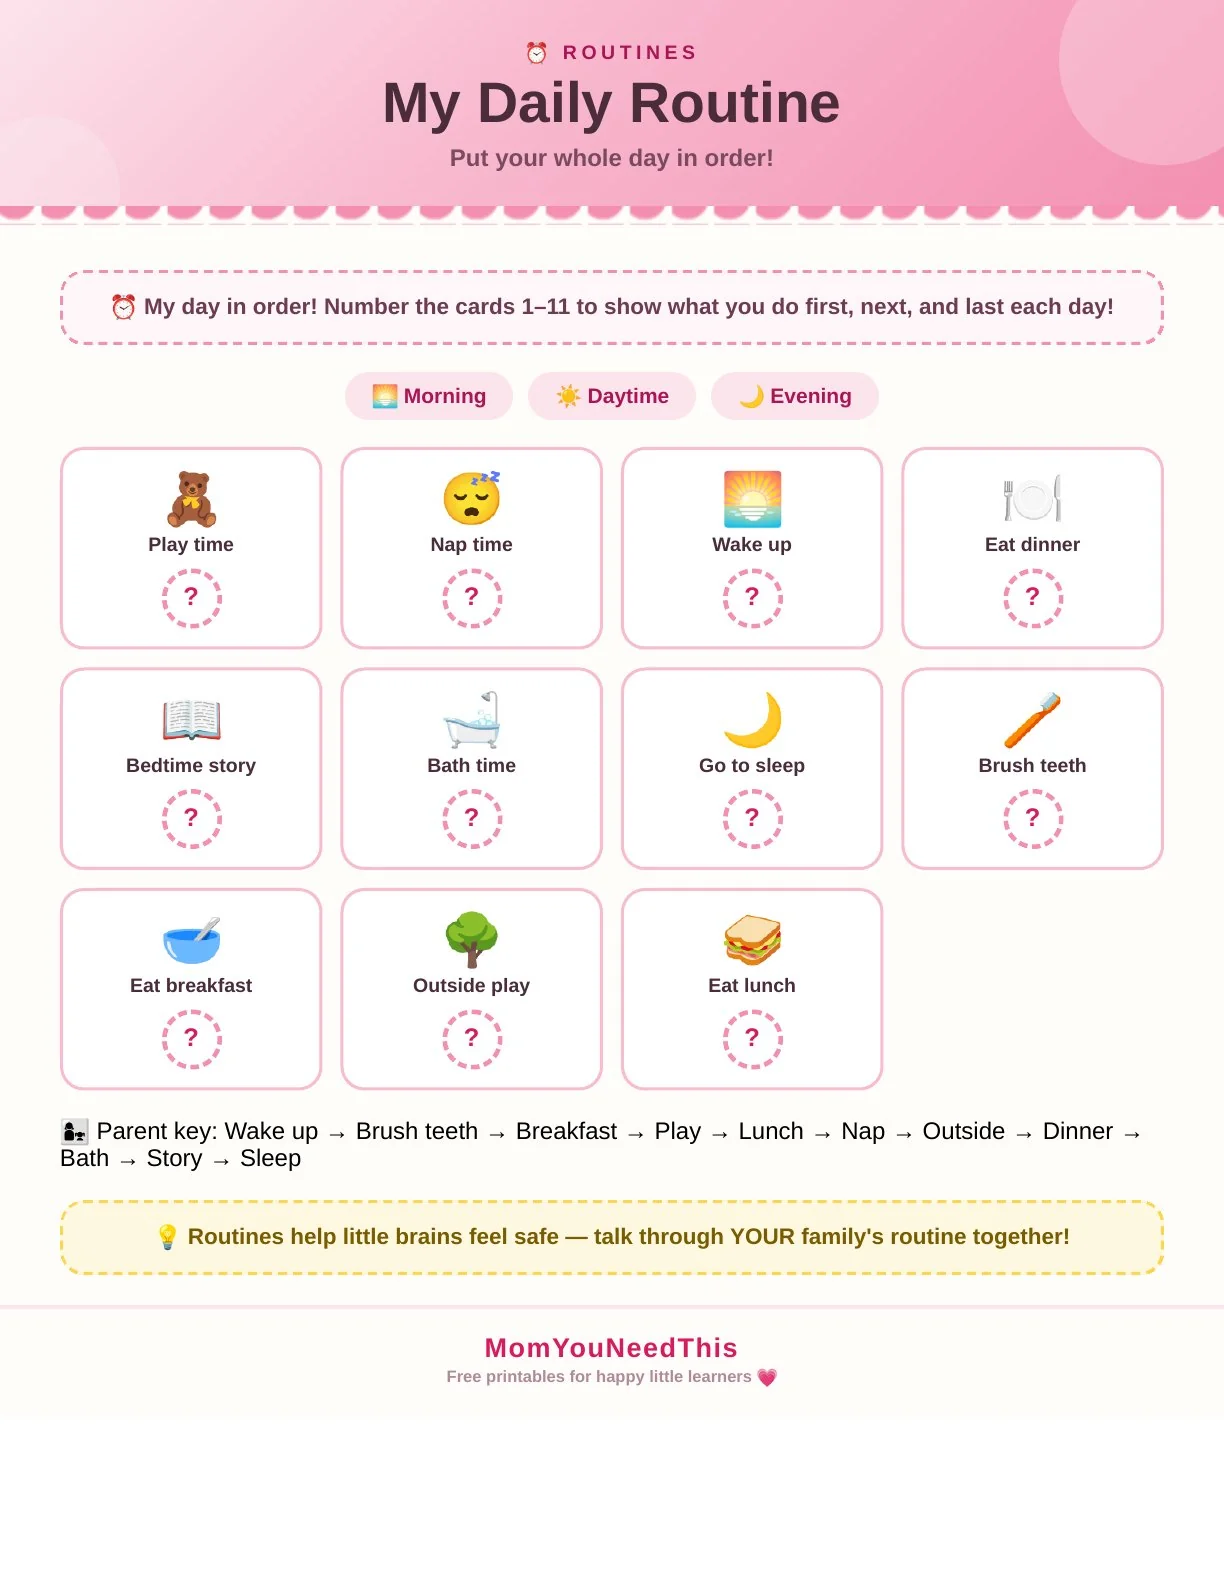 ⏰ ROUTINES
My Daily Routine
Put your whole day in order!
⏰ My day in order! Number the cards 1–11 to show what you do first, next, and last each day!
🌅 Morning ☀️ Daytime 🌙 Evening
Play time Nap time Wake up Eat dinner
? ? ? ?
Bedtime story Bath time Go to sleep Brush teeth
? ? ? ?
Eat breakfast Outside play Eat lunch
? ? ?
👩‍👧 Parent key: Wake up → Brush teeth → Breakfast → Play → Lunch → Nap → Outside → Dinner →
Bath → Story → Sleep
💡 Routines help little brains feel safe — talk through YOUR family's routine together!
MomYouNeedThis
Free printables for happy little learners 💗